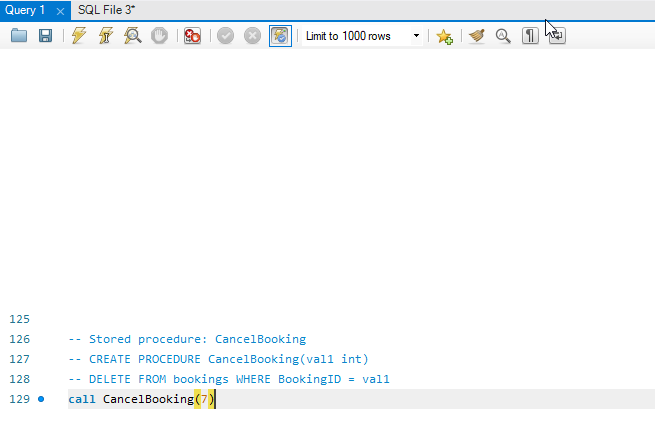 Query 1
SQL File 3*
Limit to 1000 rows
125
126 -- Stored procedure: CancelBooking
127 -- CREATE PROCEDURE CancelBooking(val1 int)
128 -- DELETE FROM bookings WHERE BookingID = val1
129 call CancelBooking(7)